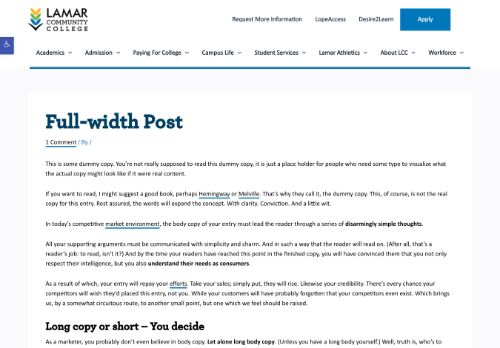 LAMAR
COMMUNITY
COLLEGE
Request More Information LopeAccess Desire2Learn Apply
Academics Admission Paying For College Campus Life Student Services Lamar Athletics About LCC Workforce
Full-width Post
1 Comment / By /
This is some dummy copy. You're not really supposed to read this dummy copy, it is just a place holder for people who need some type to visualize what
the actual copy might look like if it were real content.
If you want to read, I might suggest a good book, perhaps Hemingway or Melville. That's why they call it, the dummy copy. This, of course, is not the real
copy for this entry. Rest assured, the words will expand the concept. With clarity. Conviction. And a little wit.
In today's competitive market environment, the body copy of your entry must lead the reader through a series of disarmingly simple thoughts.
All your supporting arguments must be communicated with simplicity and charm. And in such a way that the reader will read on. (After all, that's a
reader's job: to read, isn't it?) And by the time your readers have reached this point in the finished copy, you will have convinced them that you not only
respect their intelligence, but you also understand their needs as consumers.
As a result of which, your entry will repay your efforts. Take your sales; simply put, they will rise. Likewise your credibility. There's every chance your
competitors will wish they'd placed this entry, not you. While your customers will have probably forgotten that your competitors even exist. Which brings
us, by a somewhat circuitous route, to another small point, but one which we feel should be raised.
Long copy or short – You decide
As a marketer, you probably don't even believe in body copy. Let alone long body copy. (Unless you have a long body yourself.) Well, truth is, who's to